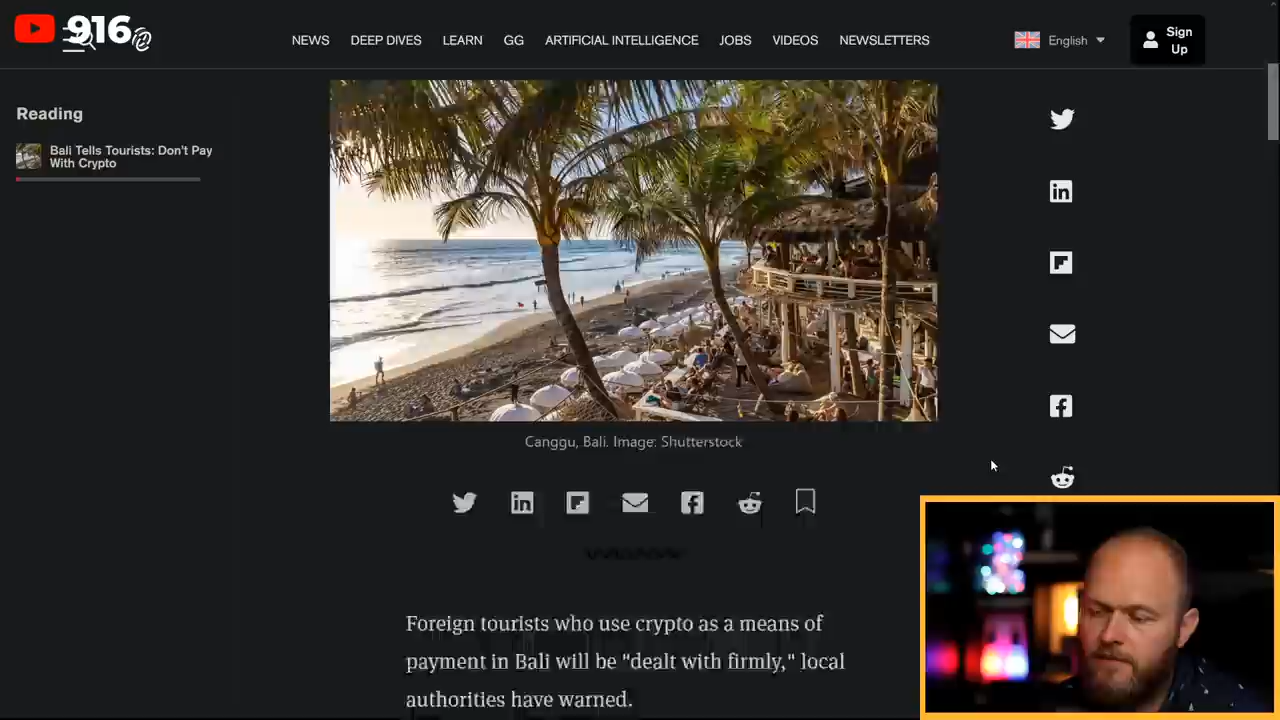 916
NEWS
DEEP DIVES
LEARN
GG
ARTIFICIAL INTELLIGENCE
JOBS
VIDEOS
NEWSLETTERS
English
Sign
Up
Reading
Bali Tells Tourists: Don't Pay
With Crypto
Canggu, Bali. Image: Shutterstock
Foreign tourists who use crypto as a means of
payment in Bali will be "dealt with firmly," local
authorities have warned.